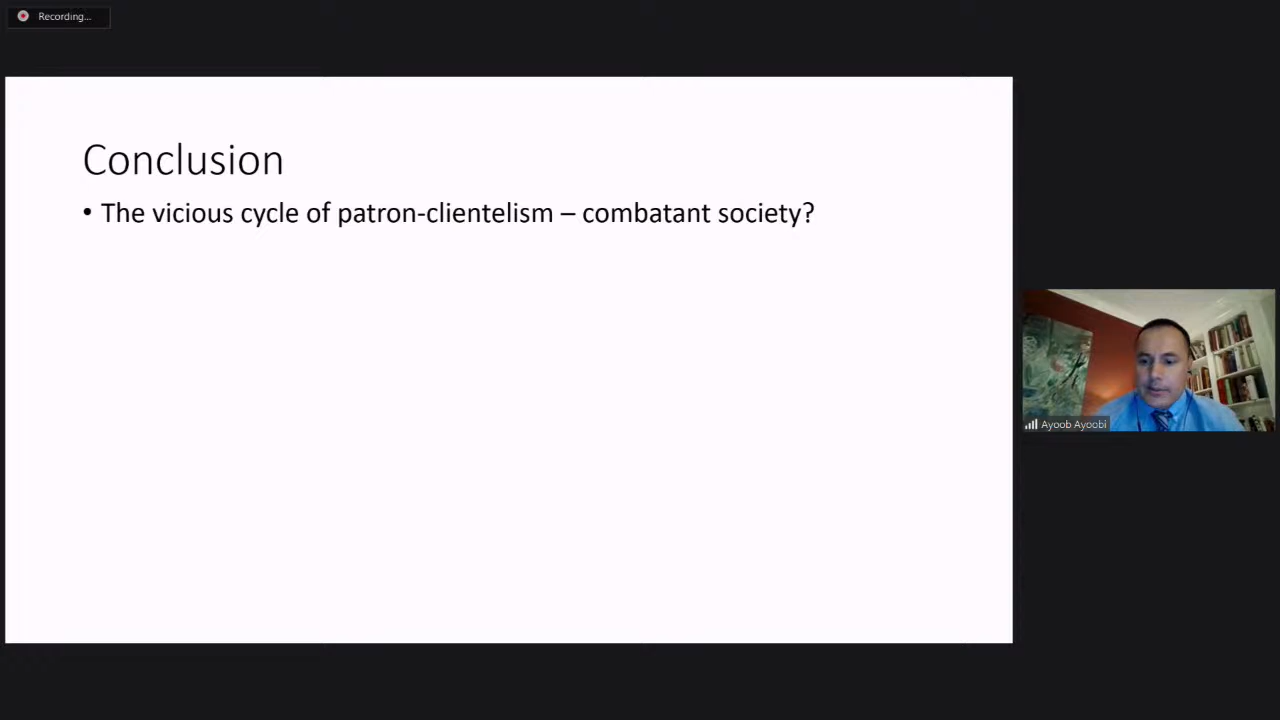 Recording...
Conclusion
• The vicious cycle of patron-clientelism – combatant society?
Ayoob Ayoobi